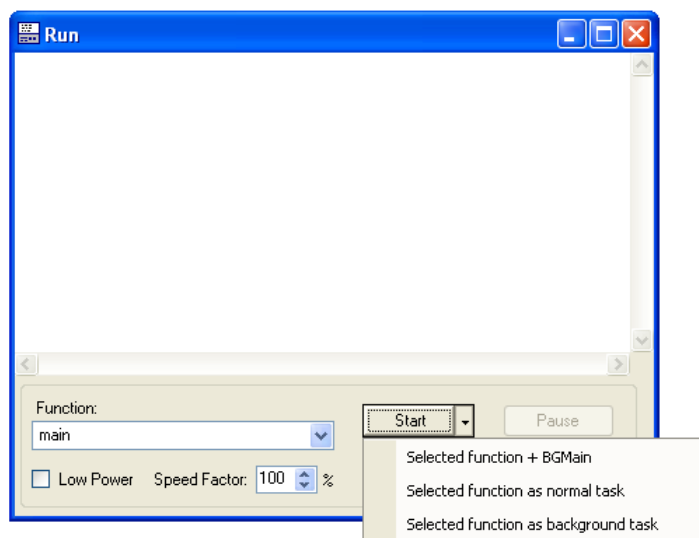 Run
Function:
Start Pause
main
Selected function + BGMain
Low Power Speed Factor: 100 %
Selected function as normal task
Selected function as background task